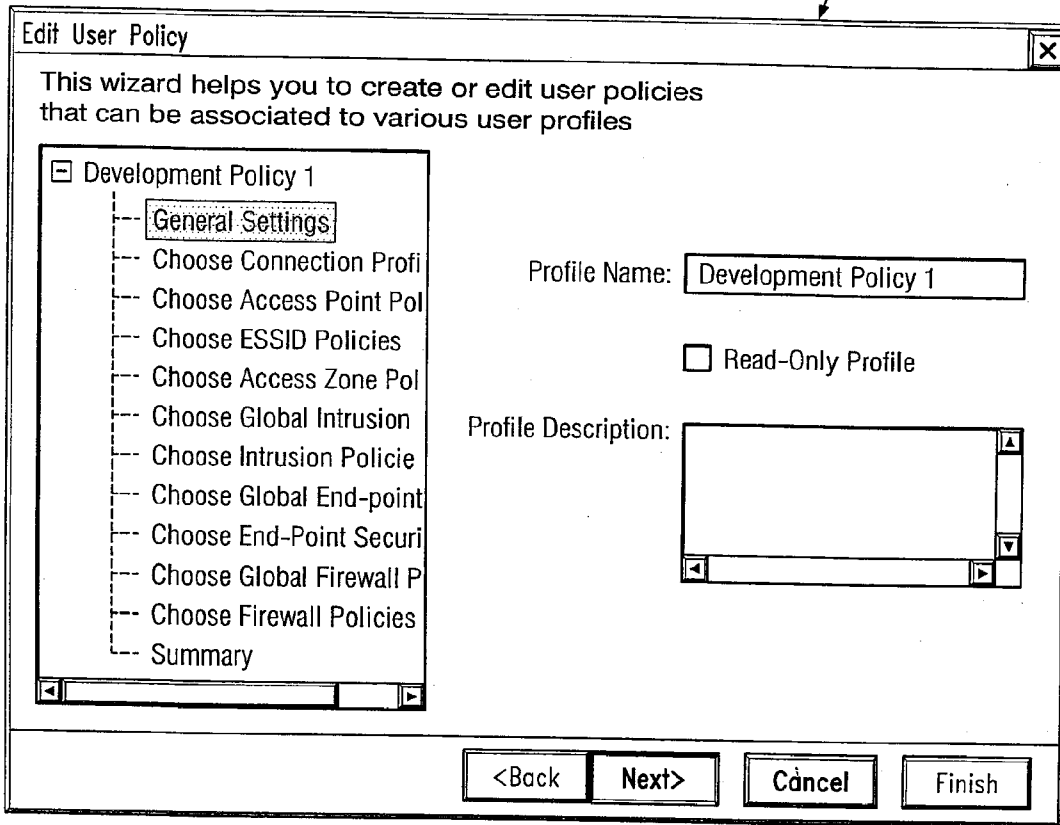 Edit User Policy
This wizard helps you to create or edit user policies
that can be associated to various user profiles
Development Policy 1
General Settings
Choose Connection Profi
Choose Access Point Pol
Choose ESSID Policies
Choose Access Zone Pol
Choose Global Intrusion
Choose Intrusion Policie
Choose Global End-point
Choose End-Point Securi
Choose Global Firewall P
Choose Firewall Policies
Summary
Profile Name: Development Policy 1
Read-Only Profile
Profile Description:
<Back Next> Cancel Finish